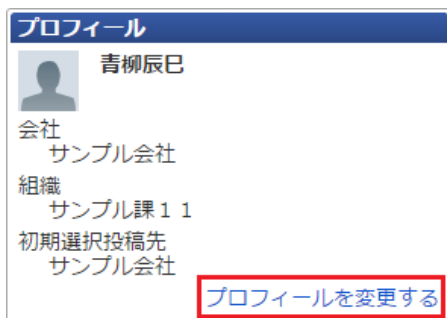 プロフィール
青柳辰巳
会社
サンプル会社
組織
サンプル課11
初期選択投稿先
サンプル会社
プロフィールを変更する